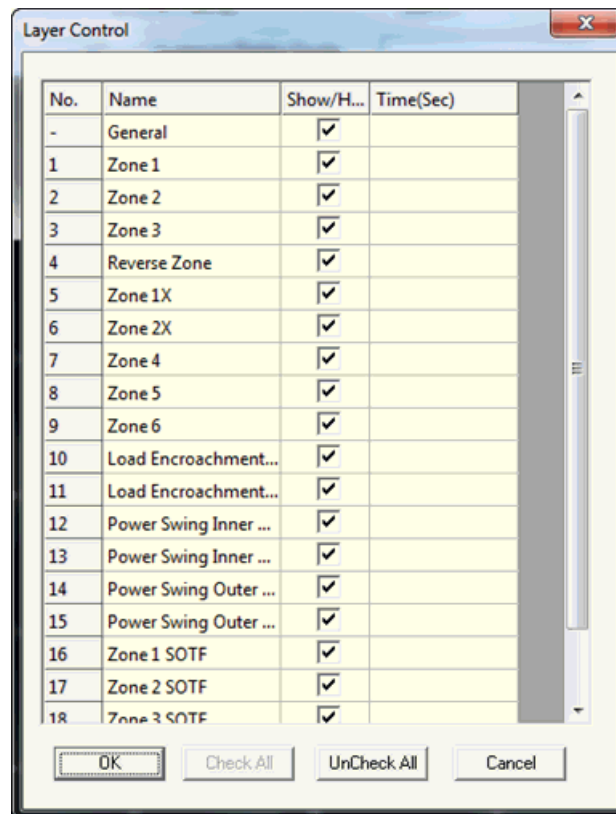 Layer Control
No. Name Show/H... Time(Sec)
- General
1 Zone 1
2 Zone 2
3 Zone 3
4 Reverse Zone
5 Zone 1X
6 Zone 2X
7 Zone 4
8 Zone 5
9 Zone 6
10 Load Encroachment...
11 Load Encroachment...
12 Power Swing Inner ...
13 Power Swing Inner ...
14 Power Swing Outer ...
15 Power Swing Outer ...
16 Zone 1 SOTF
17 Zone 2 SOTF
18 Zone 3 SOTF
OK Check All UnCheck All Cancel